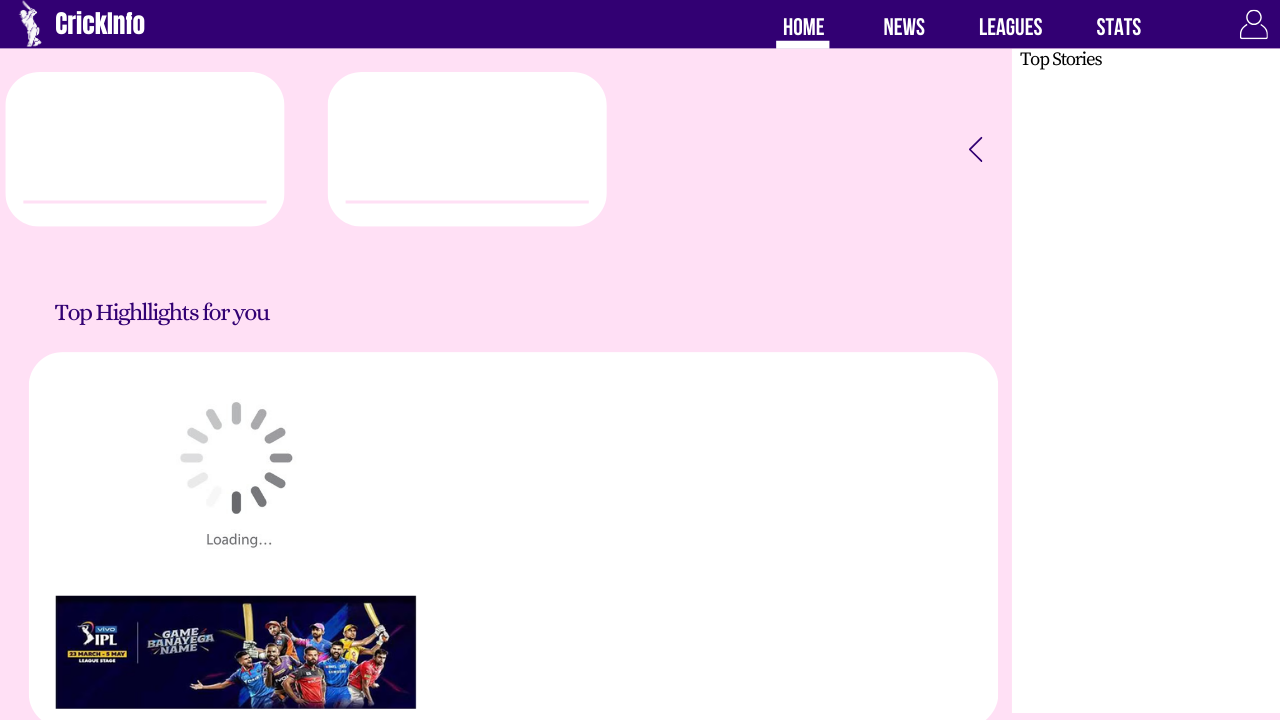 CrickInfo
HOME
NEWS
LEAGUES
STATS
Top Stories
Top Highllights for you
Loading...
VIVO
IPL
23 MARCH - 5 MAY
LEAGUE STAGE
GAME
BANAYEGA
NAME